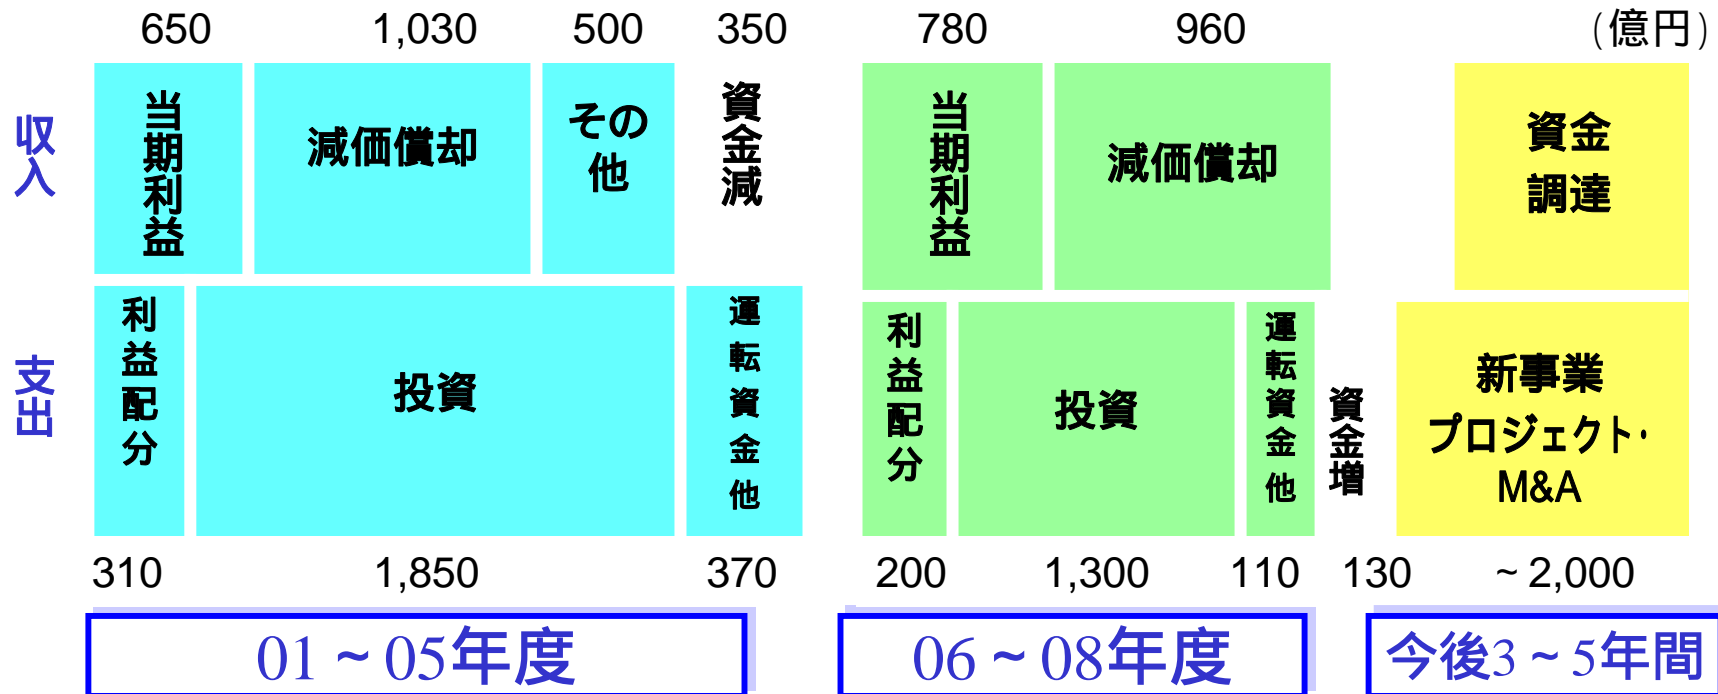 650 1,030 500 350 780 960 (億円)
収入
当期利益
減価償却
その
他
資金減
当期利益
減価償却
資金
調達
支出
利益配分
投資
運転資金他
利益配分
投資
運転資金他
資金増
新事業
プロジェクト・
M&A
310 1,850 370 200 1,300 110 130 ~2,000
01~05年度
06~08年度
今後3~5年間